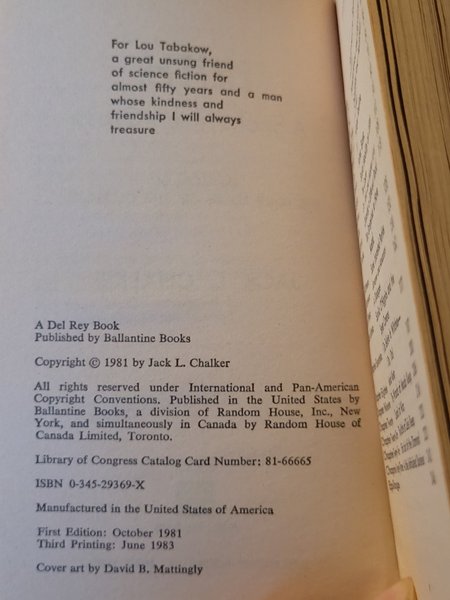 For Lou Tabakow,
a great unsung friend
of science fiction for
almost fifty years and a man
whose kindness and
friendship I will always
treasure
A Del Rey Book
Published by Ballantine Books
Copyright © 1981 by Jack L. Chalker
All rights reserved under International and Pan-American
Copyright Conventions. Published in the United States by
Ballantine Books, a division of Random House, Inc., New
York, and simultaneously in Canada by Random House of
Canada Limited, Toronto.
Library of Congress Catalog Card Number: 81-66665
ISBN 0-345-29369-X
Manufactured in the United States of America
First Edition: October 1981
Third Printing: June 1983
Cover art by David B. Mattingly